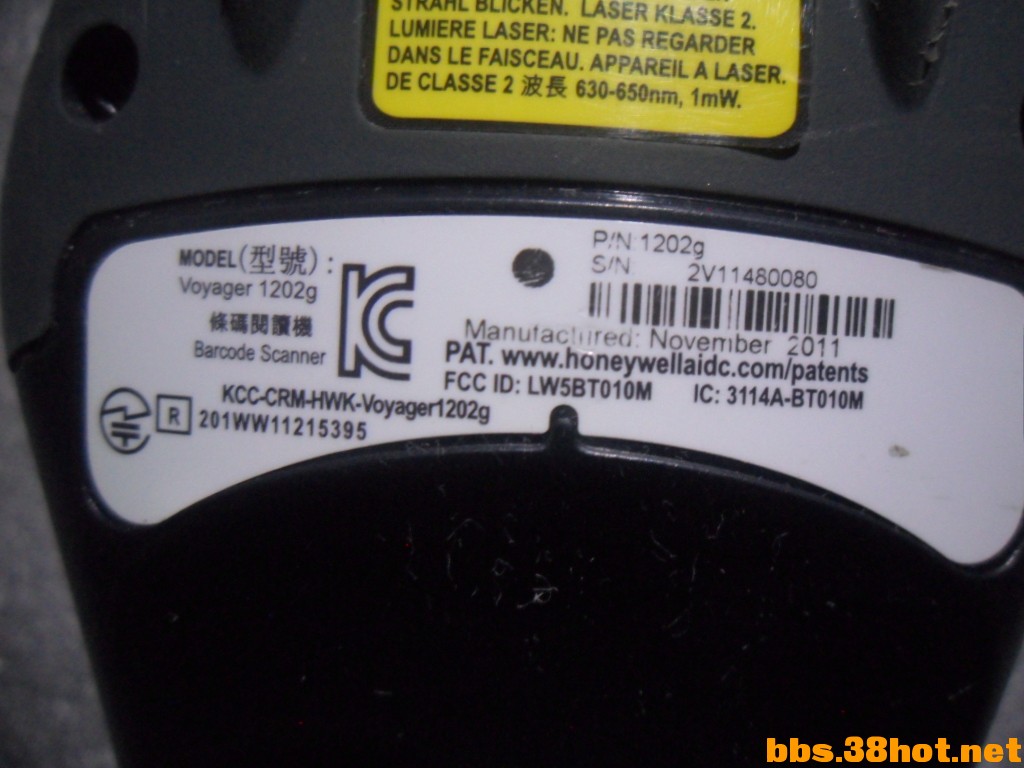 STRAHL BLICKEN. LASER KLASSE 2.
LUMIERE LASER: NE PAS REGARDER
DANS LE FAISCEAU. APPAREIL A LASER.
DE CLASSE 2 波長 630-650nm, 1mW.
MODEL(型號):
Voyager 1202g
條碼閱讀機
Barcode Scanner
P/N 1202g
S/N 2V11480080
Manufactured: November 2011
PAT. www.honeywellaidc.com/patents
FCC ID: LW5BT010M IC: 3114A-BT010M
KCC-CRM-HWK-Voyager1202g
R 201WW11215395
bbs.38hot.net